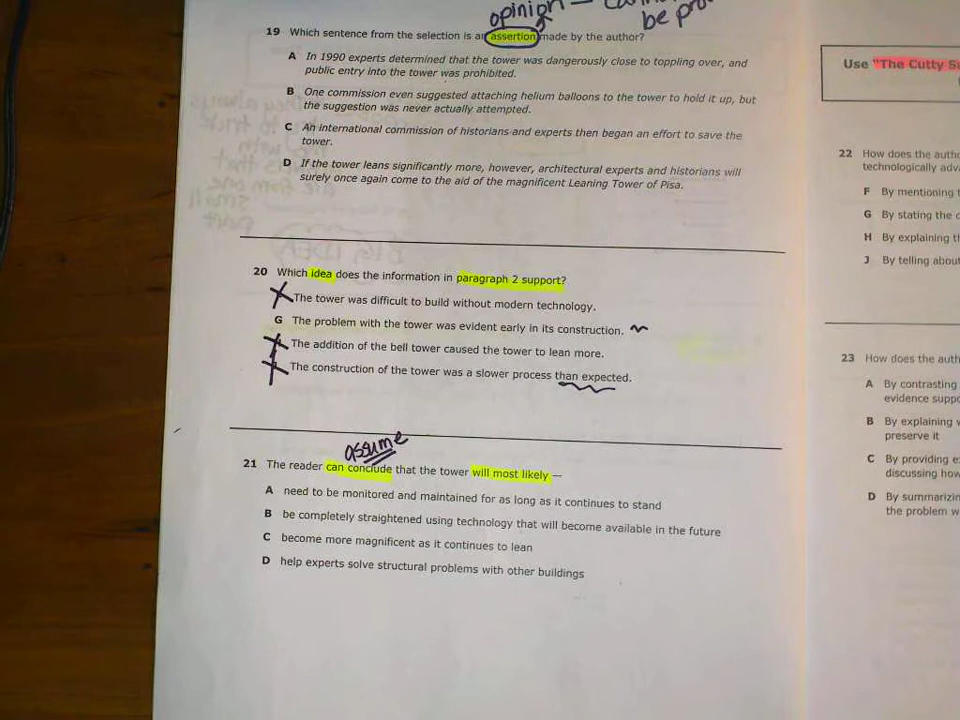 opinion —
be pro
19 Which sentence from the selection is an assertion made by the author?
A In 1990 experts determined that the tower was dangerously close to toppling over, and
public entry into the tower was prohibited.
B One commission even suggested attaching helium balloons to the tower to hold it up, but
the suggestion was never actually attempted.
C An international commission of historians and experts then began an effort to save the
tower.
D If the tower leans significantly more, however, architectural experts and historians will
surely once again come to the aid of the magnificent Leaning Tower of Pisa.
20 Which idea does the information in paragraph 2 support?
The tower was difficult to build without modern technology.
G The problem with the tower was evident early in its construction.
The addition of the bell tower caused the tower to lean more.
The construction of the tower was a slower process than expected.
assume
21 The reader can conclude that the tower will most likely —
A need to be monitored and maintained for as long as it continues to stand
B be completely straightened using technology that will become available in the future
C become more magnificent as it continues to lean
D help experts solve structural problems with other buildings
Use "The Cutty S
22 How does the autho
technologically adv
F By mentioning
G By stating the
H By explaining th
J By telling about
23 How does the auth
A By contrasting
evidence suppo
B By explaining
preserve it
C By providing e
discussing how
D By summarizin
the problem w